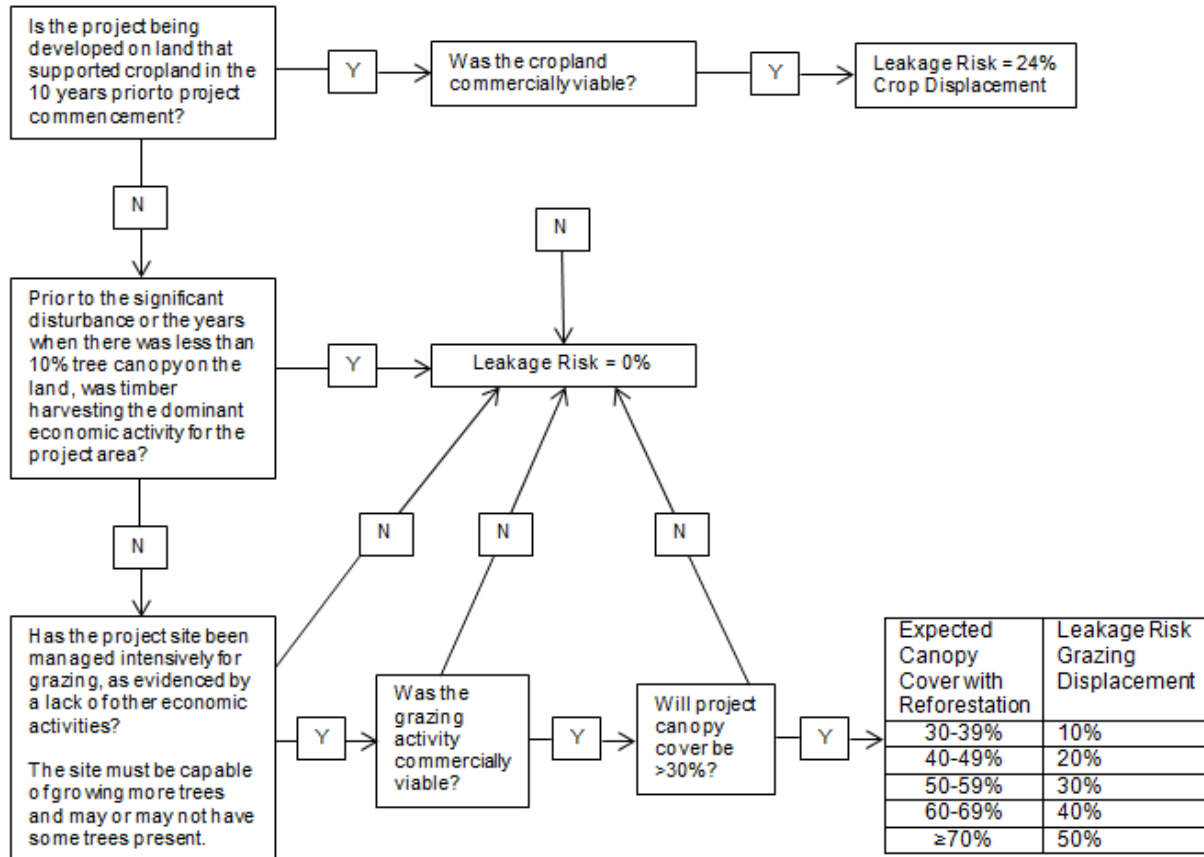 Is the project being
developed on land that
supported cropland in the
10 years prior to project
commencement?
Y
Was the cropland
commercially viable?
Y
Leakage Risk = 24%
Crop Displacement
N
N
Prior to the significant
disturbance or the years
when there was less than
10% tree canopy on the
land, was timber
harvesting the dominant
economic activity for the
project area?
Y
Leakage Risk = 0%
N
N
N
N
Has the project site been
managed intensively for
grazing, as evidenced by
a lack of other economic
activities?
The site must be capable
of growing more trees
and may or may not have
some trees present.
Y
Was the
grazing
activity
commercially
viable?
Y
Will project
canopy
cover be
>30%?
Y
Expected
Canopy
Cover with
Reforestation
Leakage Risk
Grazing
Displacement
30-39% 10%
40-49% 20%
50-59% 30%
60-69% 40%
≥70% 50%